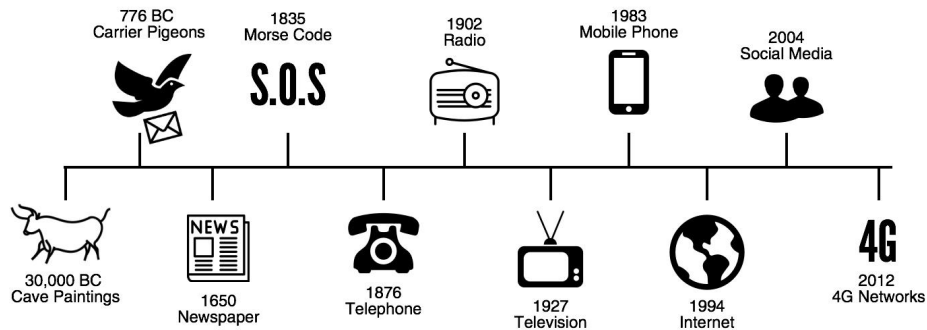 776 BC
Carrier Pigeons
1835
Morse Code
S.O.S
1902
Radio
1983
Mobile Phone
2004
Social Media
30,000 BC
Cave Paintings
NEWS
1650
Newspaper
1876
Telephone
1927
Television
1994
Internet
4G
2012
4G Networks